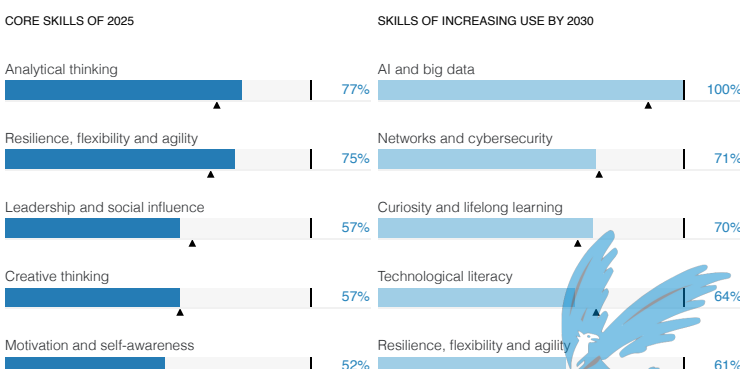 CORE SKILLS OF 2025
Analytical thinking
77%
Resilience, flexibility and agility
75%
Leadership and social influence
57%
Creative thinking
57%
Motivation and self-awareness
52%
SKILLS OF INCREASING USE BY 2030
AI and big data
100%
Networks and cybersecurity
71%
Curiosity and lifelong learning
70%
Technological literacy
64%
Resilience, flexibility and agility
61%